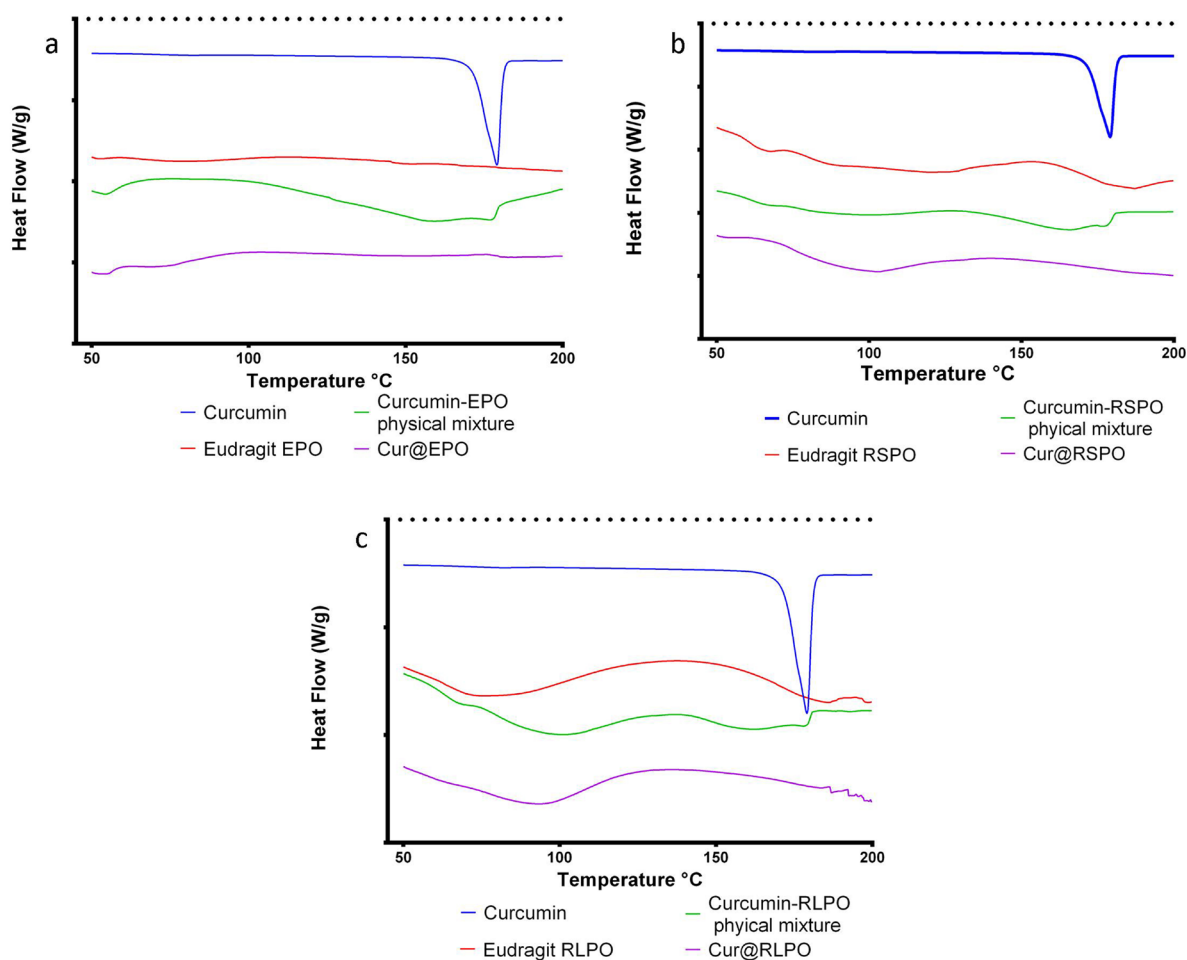 a
Heat Flow (W/g)
50
100
150
200
Temperature °C
Curcumin
Curcumin-EPO
physical mixture
Eudragit EPO
Cur@EPO
b
Heat Flow (W/g)
50
100
150
200
Temperature °C
Curcumin
Curcumin-RSPO
phyical mixture
Eudragit RSPO
Cur@RSPO
c
Heat Flow (W/g)
50
100
150
200
Temperature °C
Curcumin
Curcumin-RLPO
phyical mixture
Eudragit RLPO
Cur@RLPO